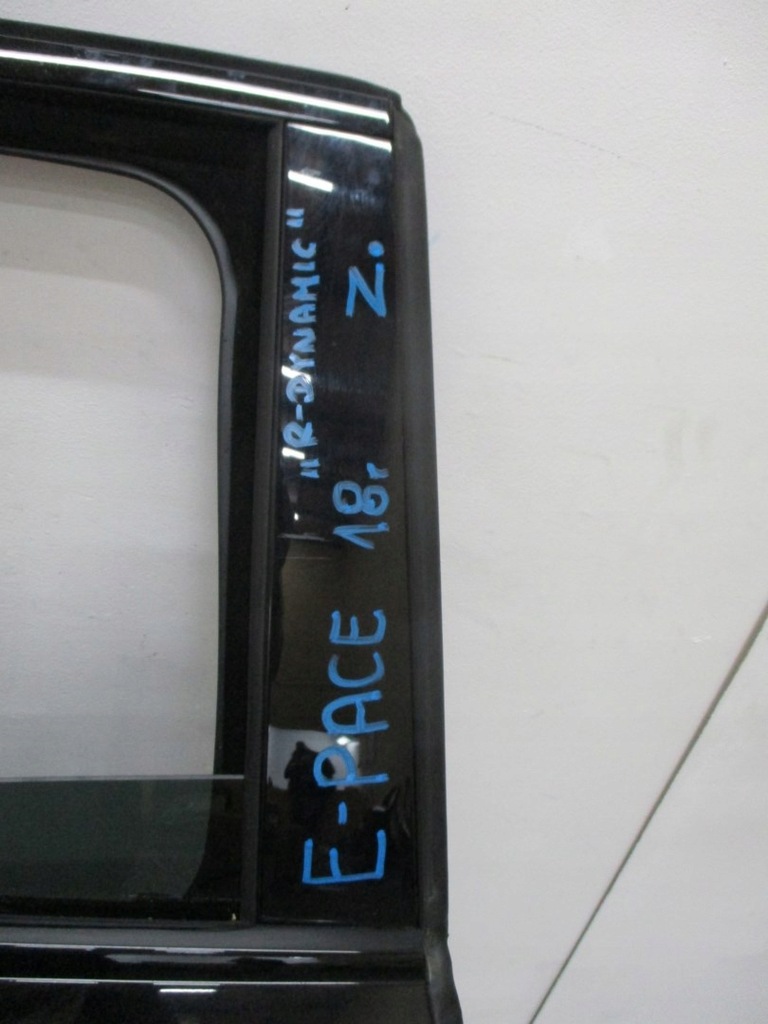 "R-DYNAMIC"
E-PACE 18r Z.